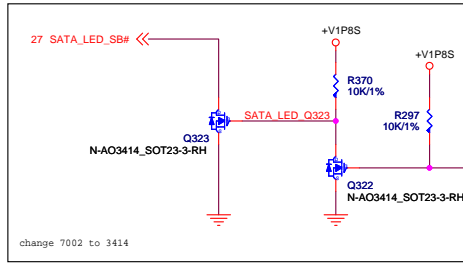 +V1P8S
27 SATA_LED_SB#
+V1P8S
R370
10K/1%
SATA_LED_Q323
R297
10K/1%
Q323
N-AO3414_SOT23-3-RH
Q322
N-AO3414_SOT23-3-RH
change 7002 to 3414